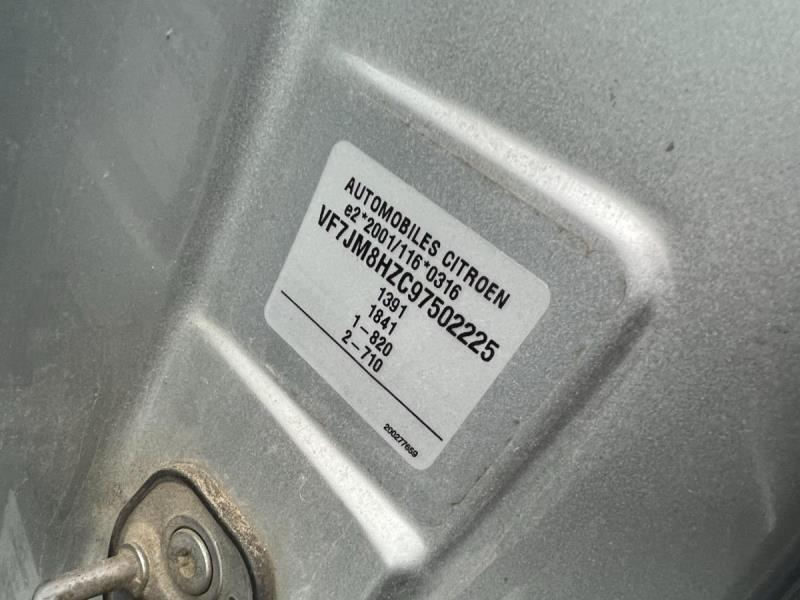 AUTOMOBILES CITROEN
e2*2001/116*0316
VF7JM8HZC97502225
1391
1841
1-820
2-710
200277659